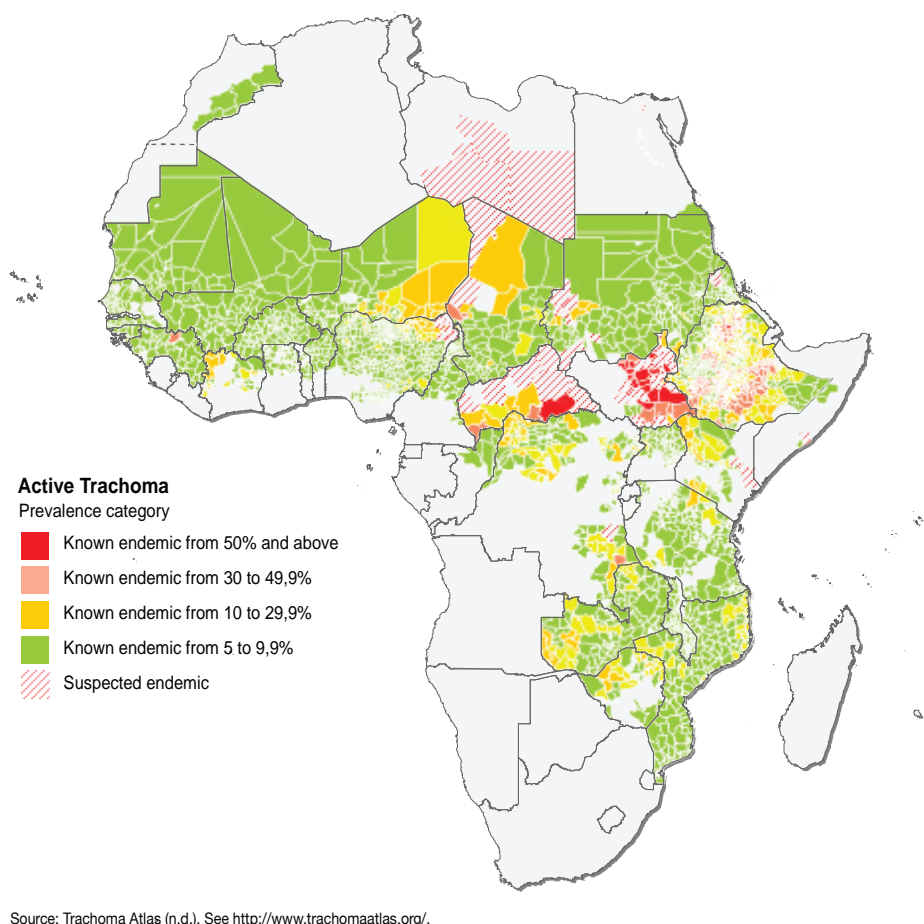 Active Trachoma
Prevalence category
Known endemic from 50% and above
Known endemic from 30 to 49,9%
Known endemic from 10 to 29,9%
Known endemic from 5 to 9,9%
Suspected endemic
Source: Trachoma Atlas (n.d.). See http://www.trachomaatlas.org/.